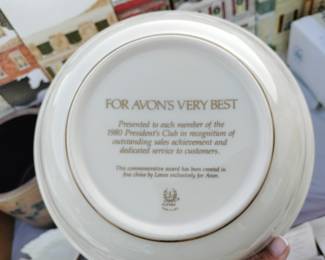 FOR AVON'S VERY BEST
Presented to each member of the
1980 President's Club in recognition of
outstanding sales achievement and
dedicated service to customers.
This commemorative award has been created in
fine china by Lenox exclusively for Avon.